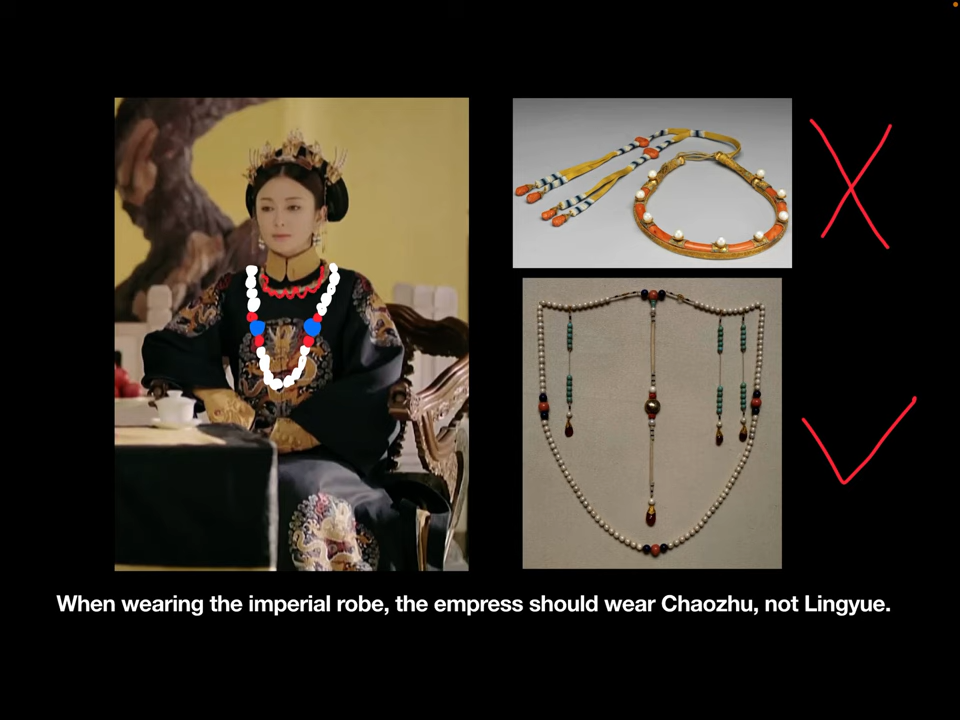 When wearing the imperial robe, the empress should wear Chaozhu, not Lingyue.